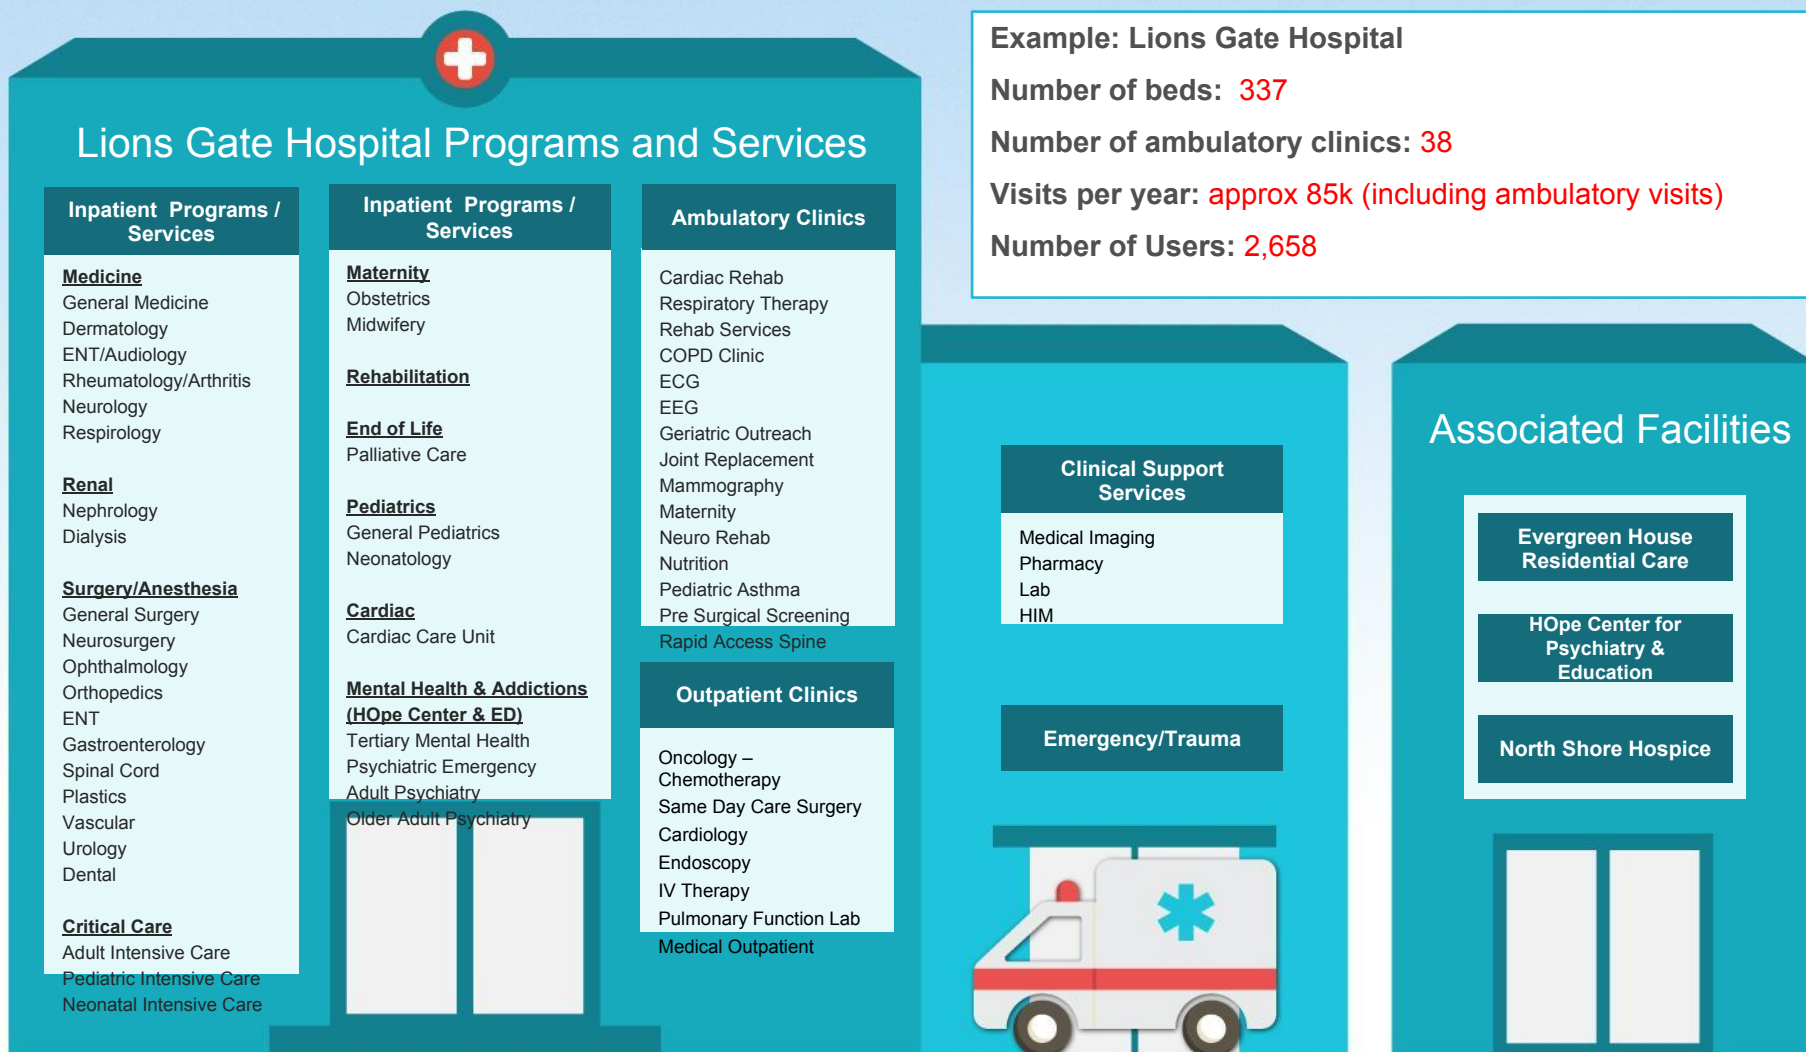 Example: Lions Gate Hospital
Number of beds: 337
Number of ambulatory clinics: 38
Visits per year: approx 85k (including ambulatory visits)
Number of Users: 2,658
Lions Gate Hospital Programs and Services
Inpatient Programs /
Services
Medicine
General Medicine
Dermatology
ENT/Audiology
Rheumatology/Arthritis
Neurology
Respirology
Renal
Nephrology
Dialysis
Surgery/Anesthesia
General Surgery
Neurosurgery
Ophthalmology
Orthopedics
ENT
Gastroenterology
Spinal Cord
Plastics
Vascular
Urology
Dental
Critical Care
Adult Intensive Care
Pediatric Intensive Care
Neonatal Intensive Care
Inpatient Programs /
Services
Maternity
Obstetrics
Midwifery
Rehabilitation
End of Life
Palliative Care
Pediatrics
General Pediatrics
Neonatology
Cardiac
Cardiac Care Unit
Mental Health & Addictions
(HOpe Center & ED)
Tertiary Mental Health
Psychiatric Emergency
Adult Psychiatry
Older Adult Psychiatry
Ambulatory Clinics
Cardiac Rehab
Respiratory Therapy
Rehab Services
COPD Clinic
ECG
EEG
Geriatric Outreach
Joint Replacement
Mammography
Maternity
Neuro Rehab
Nutrition
Pediatric Asthma
Pre Surgical Screening
Rapid Access Spine
Outpatient Clinics
Oncology –
Chemotherapy
Same Day Care Surgery
Cardiology
Endoscopy
IV Therapy
Pulmonary Function Lab
Medical Outpatient
Clinical Support
Services
Medical Imaging
Pharmacy
Lab
HIM
Emergency/Trauma
Associated Facilities
Evergreen House
Residential Care
HOpe Center for
Psychiatry &
Education
North Shore Hospice